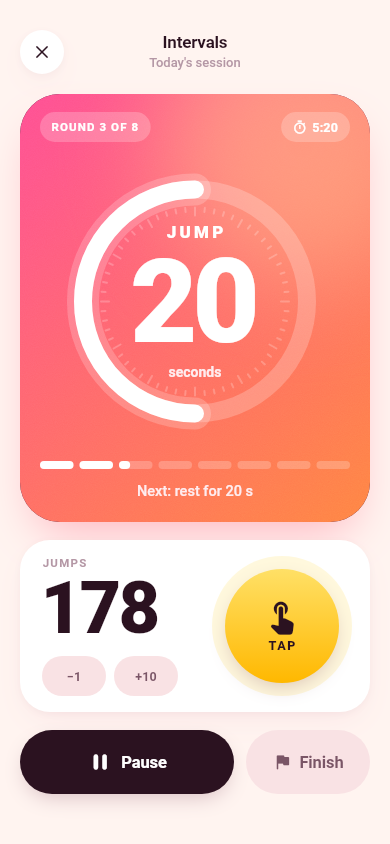 Intervals
Today's session
ROUND 3 OF 8
5:20
JUMP
20
seconds
Next: rest for 20 s
JUMPS
178
−1
+10
TAP
Pause
Finish